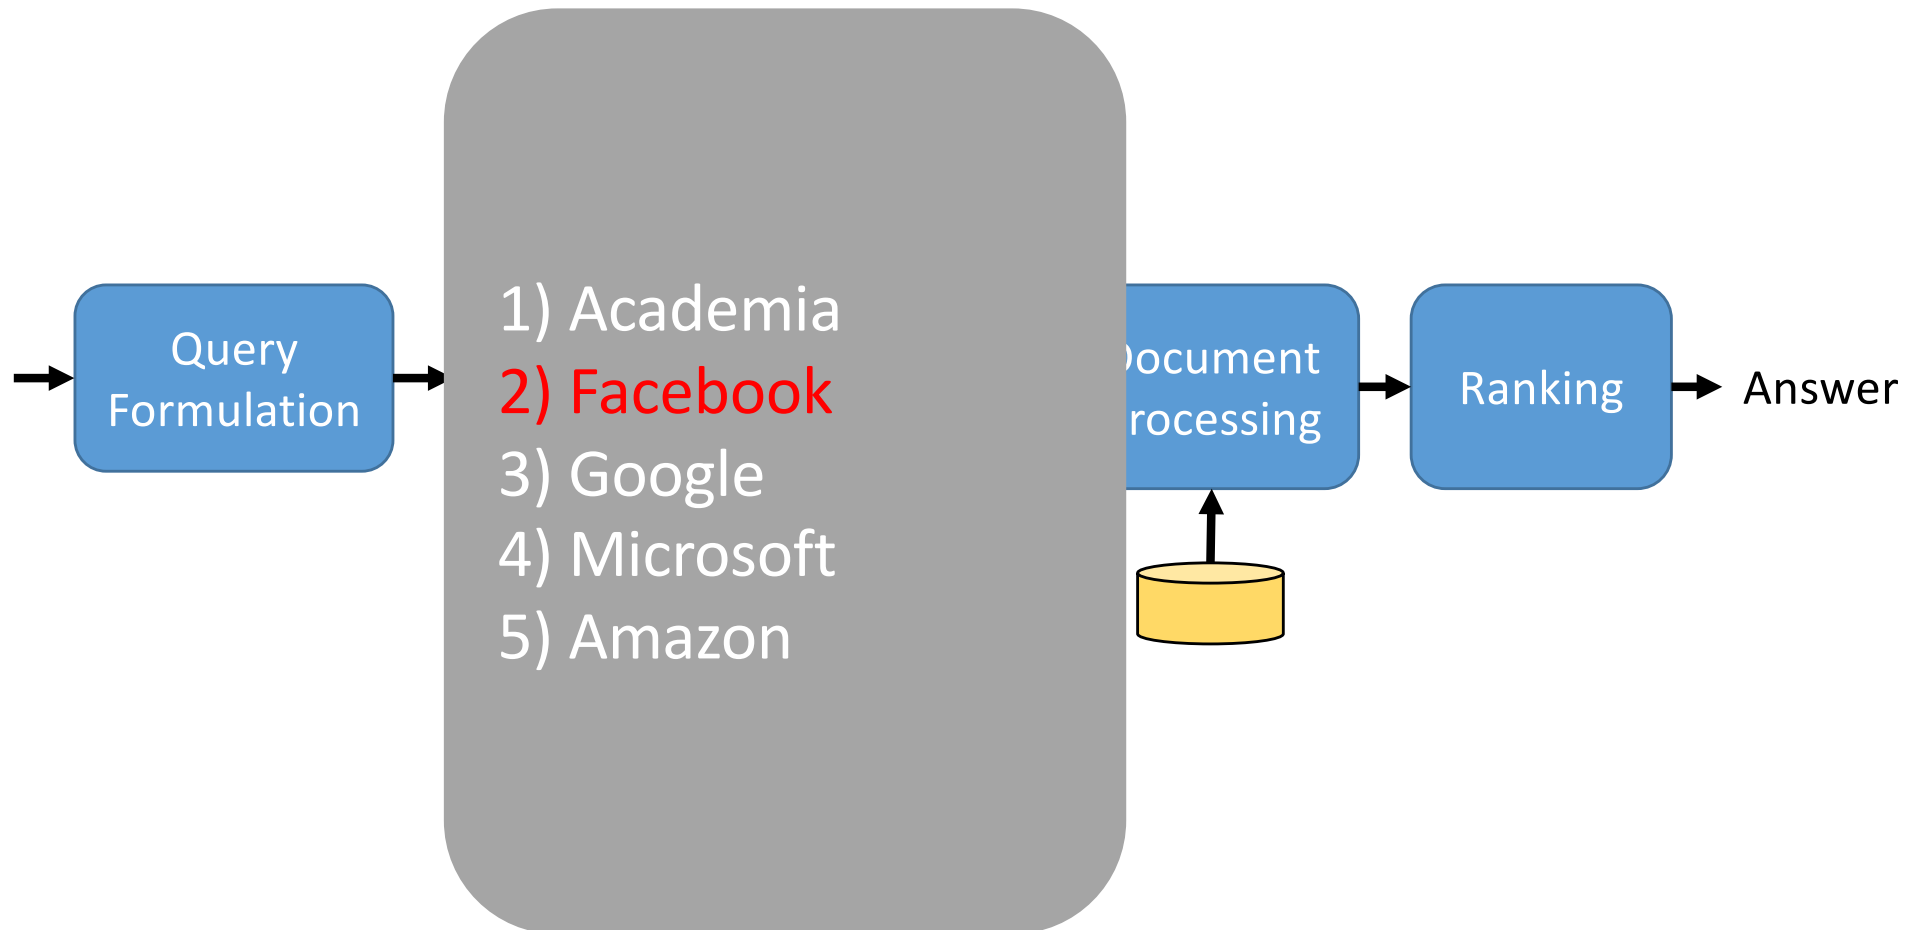 Query
Formulation
1) Academia
2) Facebook
3) Google
4) Microsoft
5) Amazon
ocument
rocessing
Ranking
Answer